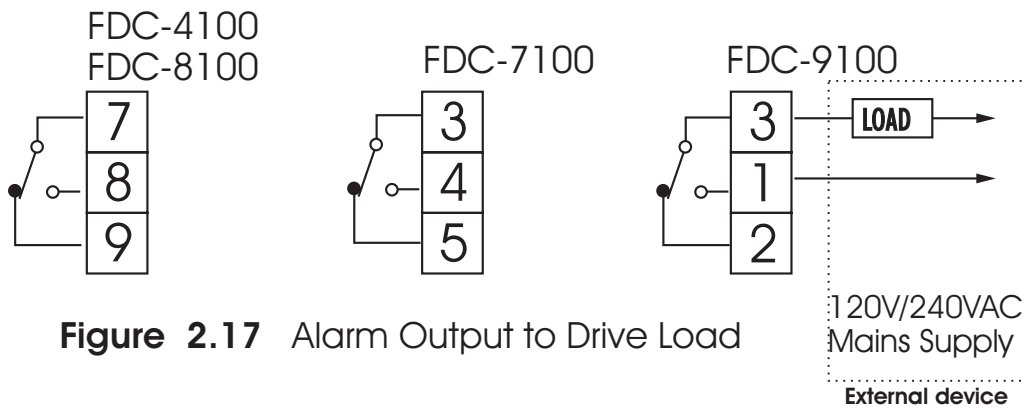 FDC-4100
FDC-8100
7
8
9
FDC-7100
3
4
5
FDC-9100
3
1
2
LOAD
120V/240VAC
Mains Supply
External device
Figure 2.17 Alarm Output to Drive Load